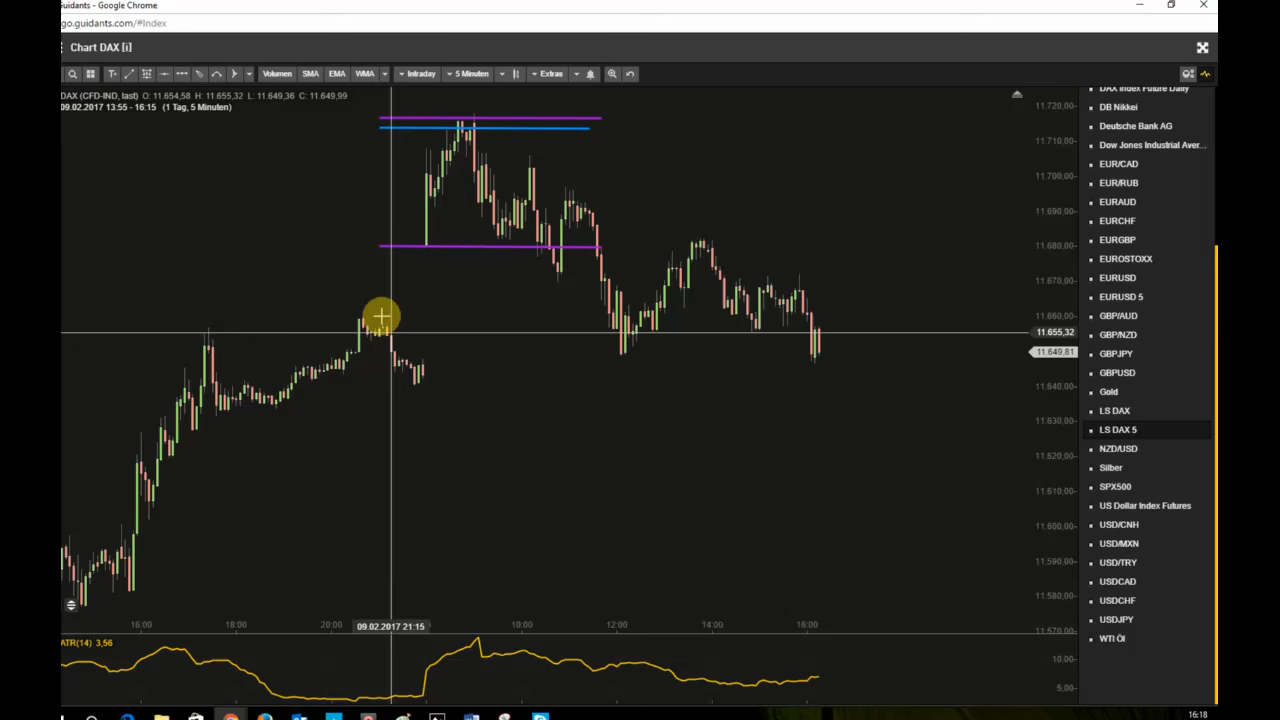 Guidants - Google Chrome
go.guidants.com/#Index
Chart DAX [i]
Volumen SMA EMA WMA Intraday 5 Minuten Extras
DAX (CFD-IND, last) O: 11.654,58 H: 11.655,32 L: 11.649,36 C: 11.649,99
09.02.2017 13:55 - 16:15 (1 Tag, 5 Minuten)
11.720,00
11.710,00
11.700,00
11.690,00
11.680,00
11.670,00
11.660,00
11.655,32
11.649,81
11.640,00
11.630,00
11.620,00
11.610,00
11.600,00
11.590,00
11.580,00
11.570,00
DAX Index Future Daily
DB Nikkei
Deutsche Bank AG
Dow Jones Industrial Aver...
EUR/CAD
EUR/RUB
EURAUD
EURCHF
EURGBP
EUROSTOXX
EURUSD
EURUSD 5
GBP/AUD
GBP/NZD
GBPJPY
GBPUSD
Gold
LS DAX
LS DAX 5
NZD/USD
Silber
SPX500
US Dollar Index Futures
USD/CNH
USD/MXN
USD/TRY
USDCAD
USDCHF
USDJPY
WTI Öl
16:00 18:00 20:00 09.02.2017 21:15 10:00 12:00 14:00 16:00
ATR(14) 3,56
10.00
5.00
16:18